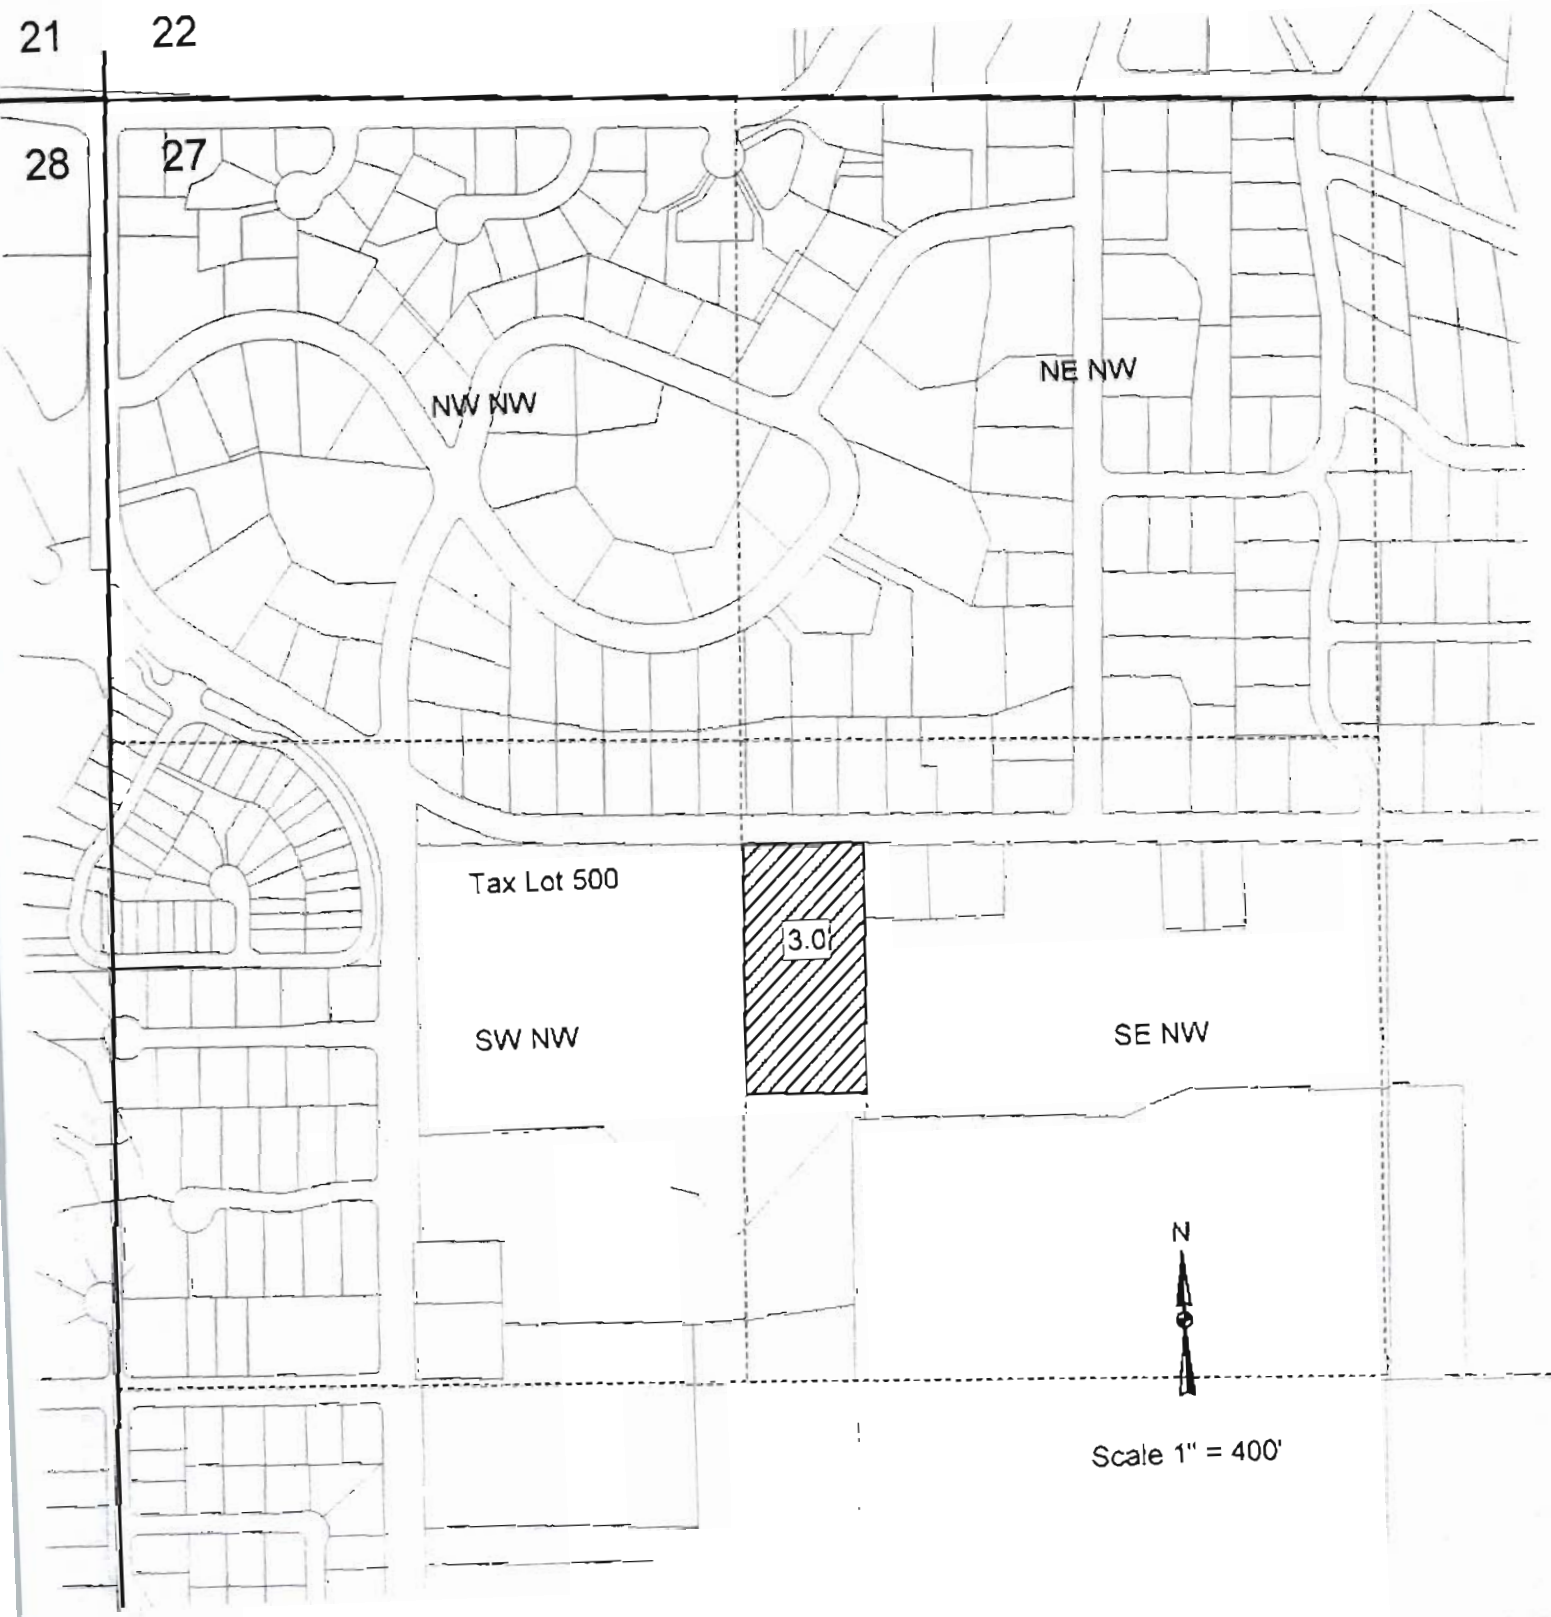 21 22
28 27
NE NW
NW NW
Tax Lot 500
3.0
SE NW
SW NW
N
Scale 1" = 400'